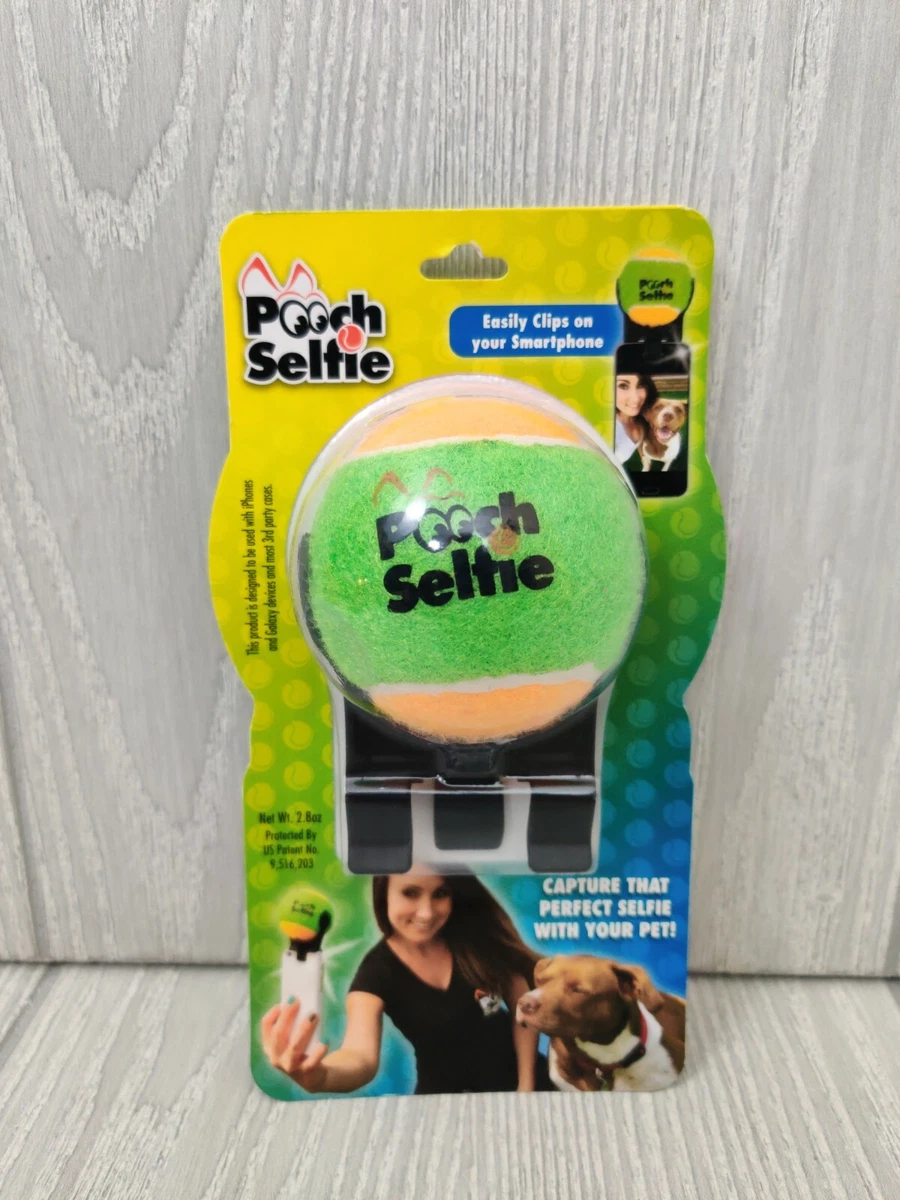 Pooch
Selfie
Easily Clips on
your Smartphone
Pooch
Selfie
This product is designed to be used with iPhones
and Galaxy devices and most 3rd party cases.
Pooch
Selfie
Net Wt. 2.8oz
Protected By
US Patent No.
9,516,203
CAPTURE THAT
PERFECT SELFIE
WITH YOUR PET!
Pooch
Selfie